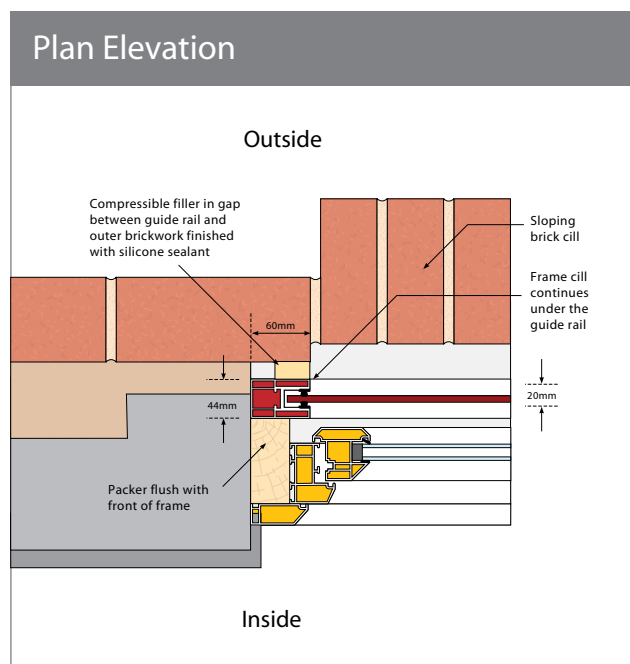 Plan Elevation
Outside
Compressible filler in gap
between guide rail and
outer brickwork finished
with silicone sealant
Sloping
brick cill
Frame cill
continues
under the
guide rail
60mm
44mm
20mm
Packer flush with
front of frame
Inside